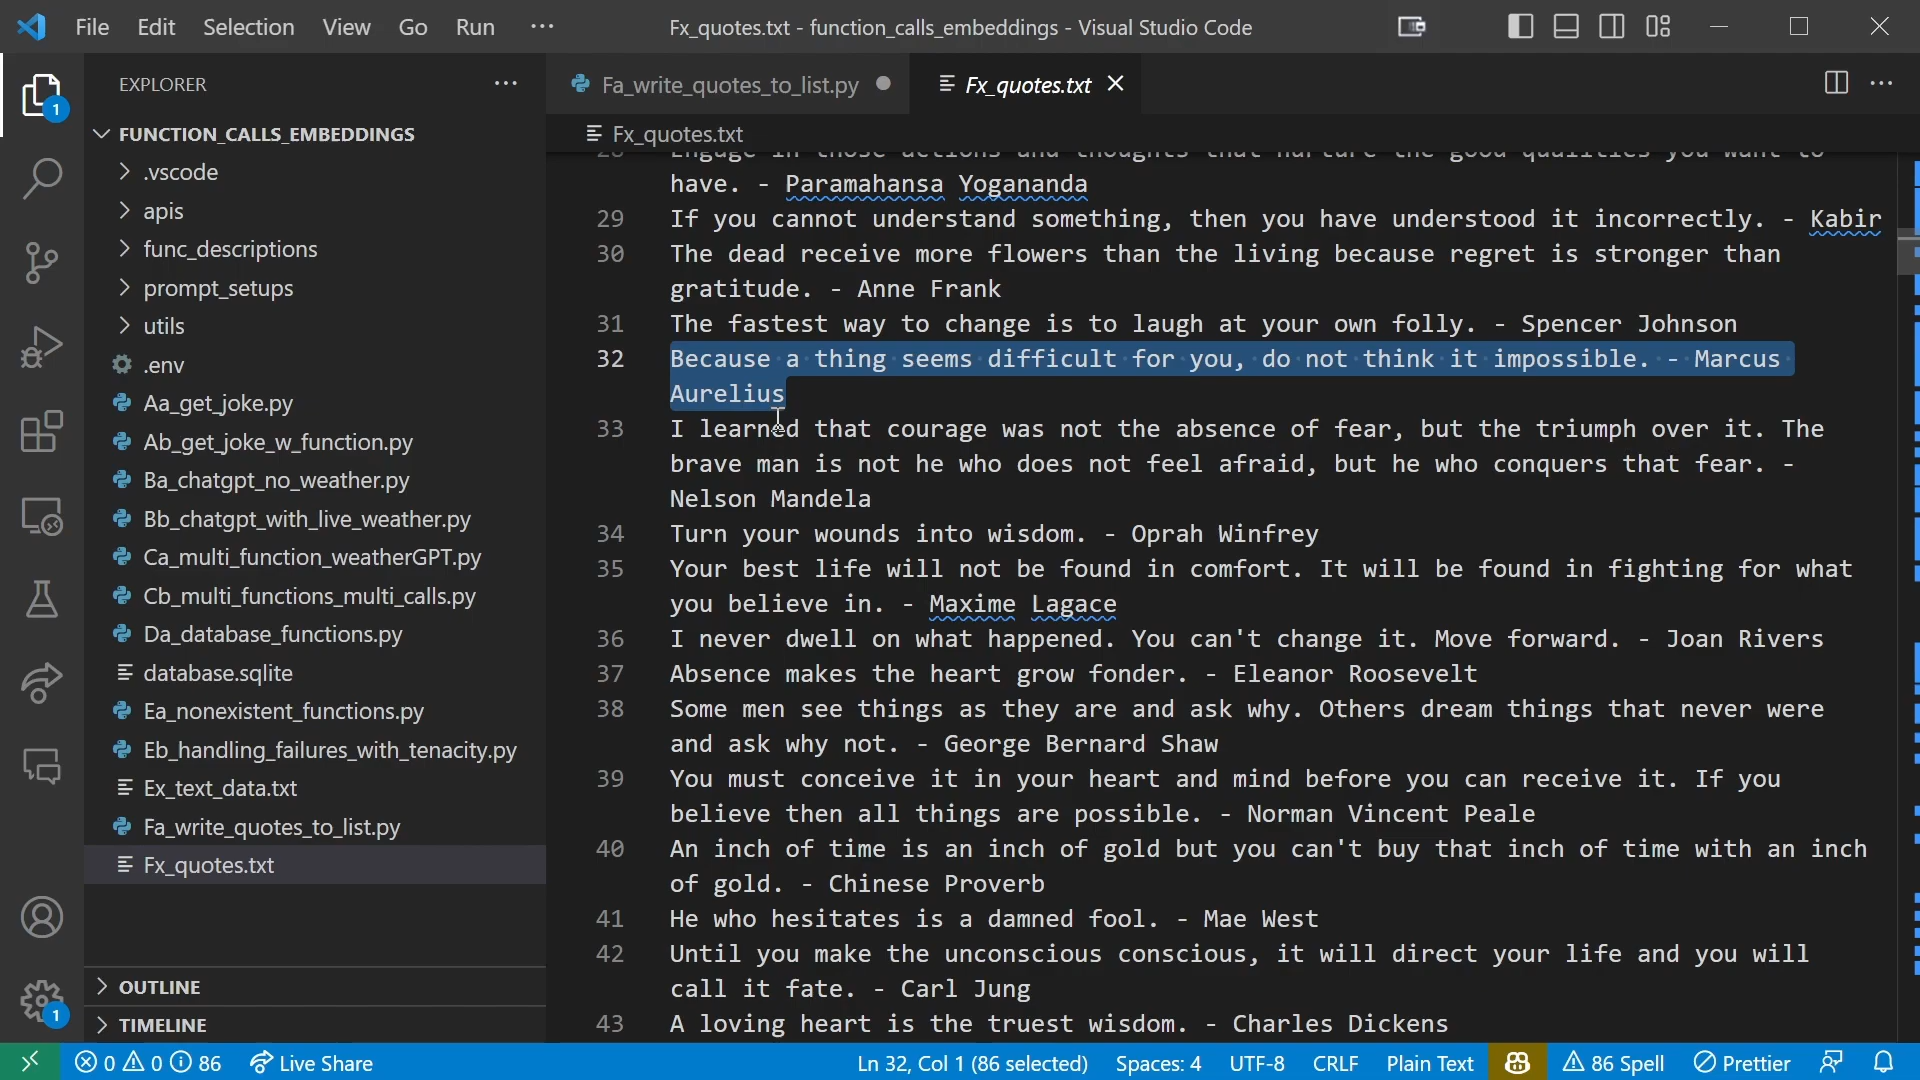 File Edit Selection View Go Run ··· Fx_quotes.txt - function_calls_embeddings - Visual Studio Code
EXPLORER ···
FUNCTION_CALLS_EMBEDDINGS
.vscode
apis
func_descriptions
prompt_setups
utils
.env
Aa_get_joke.py
Ab_get_joke_w_function.py
Ba_chatgpt_no_weather.py
Bb_chatgpt_with_live_weather.py
Ca_multi_function_weatherGPT.py
Cb_multi_functions_multi_calls.py
Da_database_functions.py
database.sqlite
Ea_nonexistent_functions.py
Eb_handling_failures_with_tenacity.py
Ex_text_data.txt
Fa_write_quotes_to_list.py
Fx_quotes.txt
OUTLINE
TIMELINE
1
1
Fa_write_quotes_to_list.py Fx_quotes.txt
Fx_quotes.txt
28 Engage in those actions and thoughts that nurture the good qualities you want to
have. - Paramahansa Yogananda
29 If you cannot understand something, then you have understood it incorrectly. - Kabir
30 The dead receive more flowers than the living because regret is stronger than
gratitude. - Anne Frank
31 The fastest way to change is to laugh at your own folly. - Spencer Johnson
32 Because a thing seems difficult for you, do not think it impossible. - Marcus
Aurelius
33 I learned that courage was not the absence of fear, but the triumph over it. The
brave man is not he who does not feel afraid, but he who conquers that fear. -
Nelson Mandela
34 Turn your wounds into wisdom. - Oprah Winfrey
35 Your best life will not be found in comfort. It will be found in fighting for what
you believe in. - Maxime Lagace
36 I never dwell on what happened. You can't change it. Move forward. - Joan Rivers
37 Absence makes the heart grow fonder. - Eleanor Roosevelt
38 Some men see things as they are and ask why. Others dream things that never were
and ask why not. - George Bernard Shaw
39 You must conceive it in your heart and mind before you can receive it. If you
believe then all things are possible. - Norman Vincent Peale
40 An inch of time is an inch of gold but you can't buy that inch of time with an inch
of gold. - Chinese Proverb
41 He who hesitates is a damned fool. - Mae West
42 Until you make the unconscious conscious, it will direct your life and you will
call it fate. - Carl Jung
43 A loving heart is the truest wisdom. - Charles Dickens
0 0 86 Live Share Ln 32, Col 1 (86 selected) Spaces: 4 UTF-8 CRLF Plain Text 86 Spell Prettier